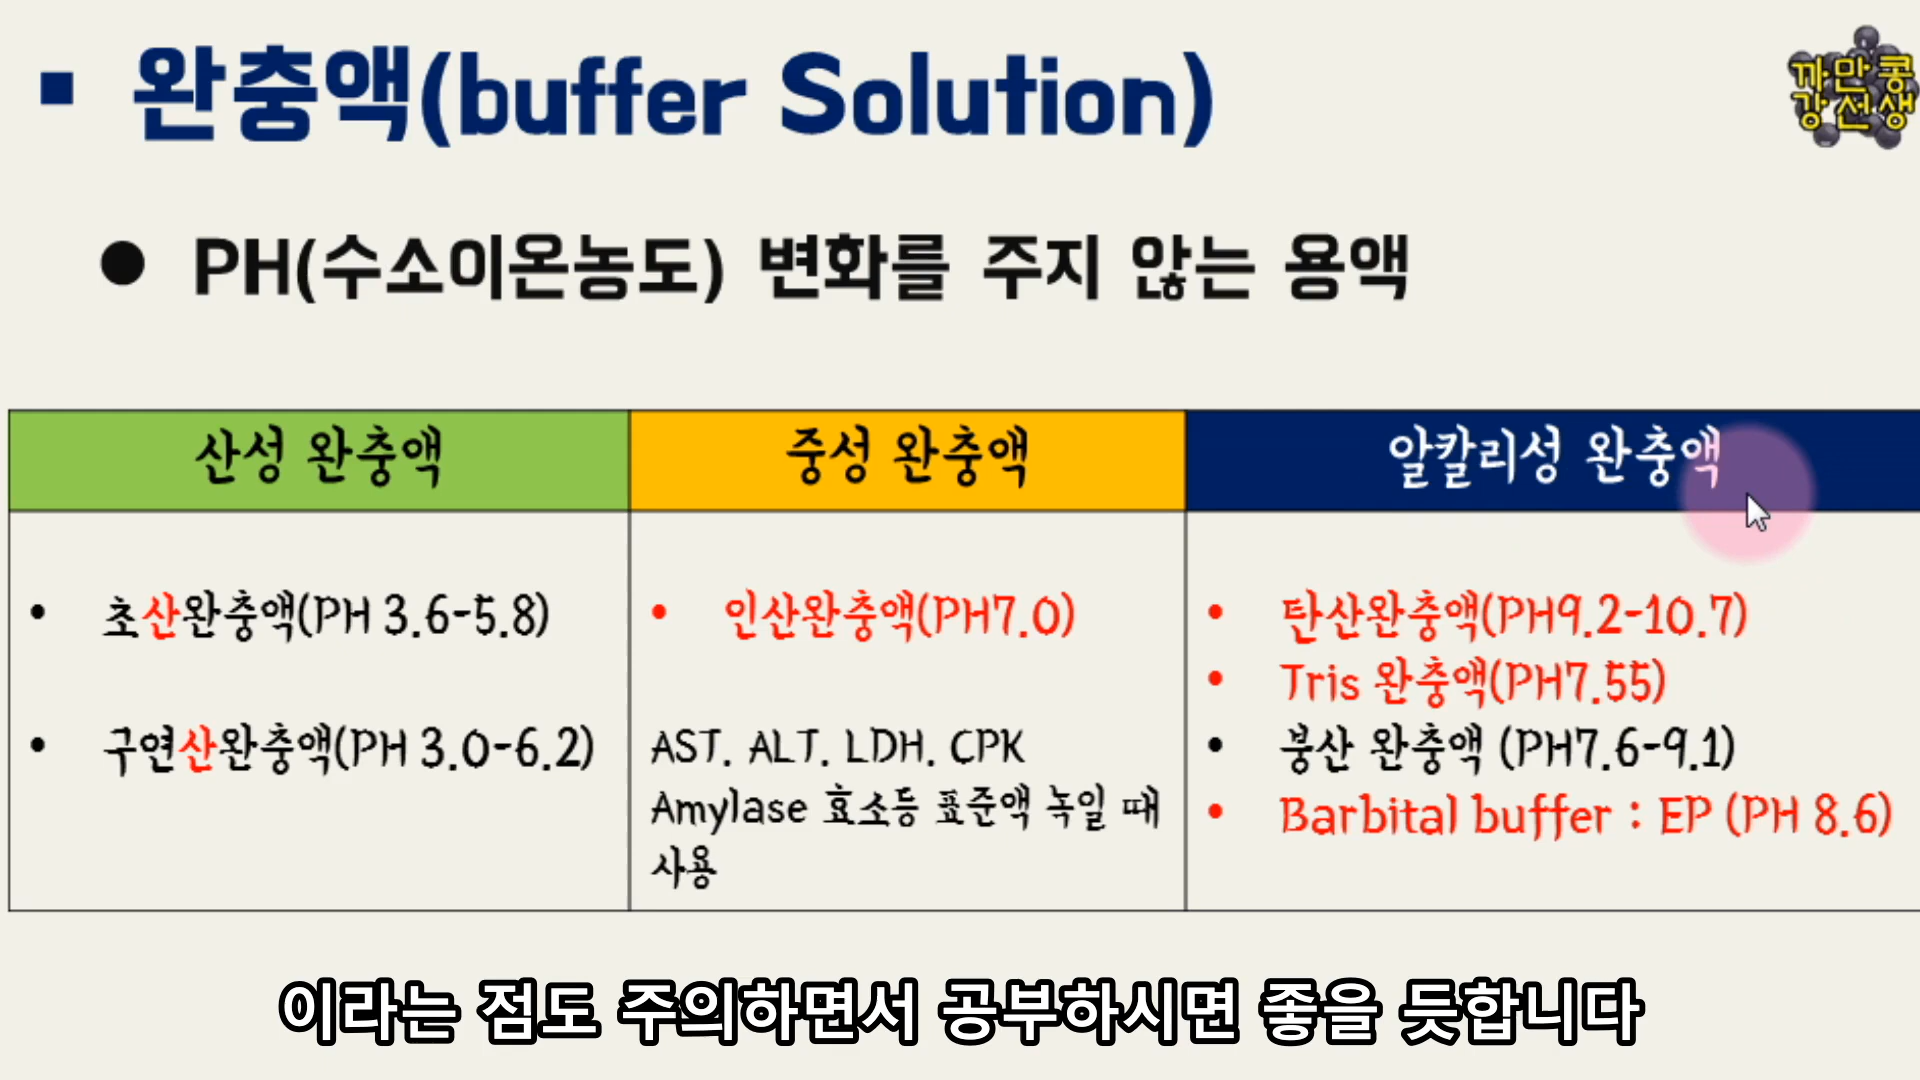 ▪ 완충액(buffer Solution)
까만콩
강선생
● PH(수소이온농도) 변화를 주지 않는 용액
산성 완충액
중성 완충액
알칼리성 완충액
• 초산완충액(PH 3.6-5.8)
• 구연산완충액(PH 3.0-6.2)
• 인산완충액(PH7.0)
AST. ALT. LDH. CPK
Amylase 효소등 표준액 녹일 때
사용
• 탄산완충액(PH9.2-10.7)
• Tris 완충액(PH7.55)
• 붕산 완충액 (PH7.6-9.1)
• Barbital buffer : EP (PH 8.6)
이라는 점도 주의하면서 공부하시면 좋을 듯합니다